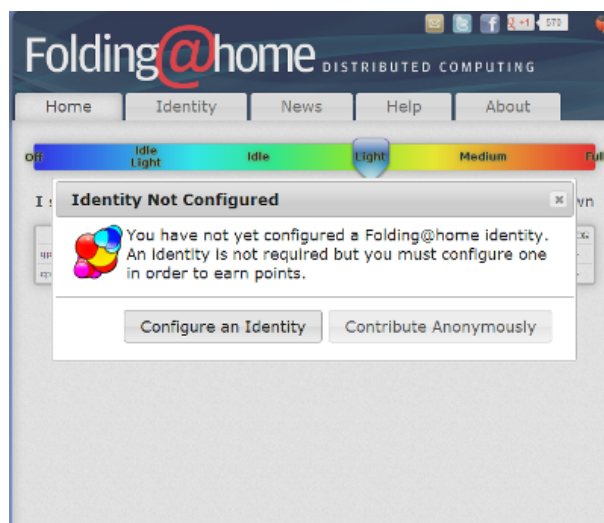 +1 570
Folding@home DISTRIBUTED COMPUTING
Home Identity News Help About
Off Idle Light Idle Light Medium Full
I
Identity Not Configured
You have not yet configured a Folding@home identity.
An identity is not required but you must configure one
in order to earn points.
Configure an Identity Contribute Anonymously